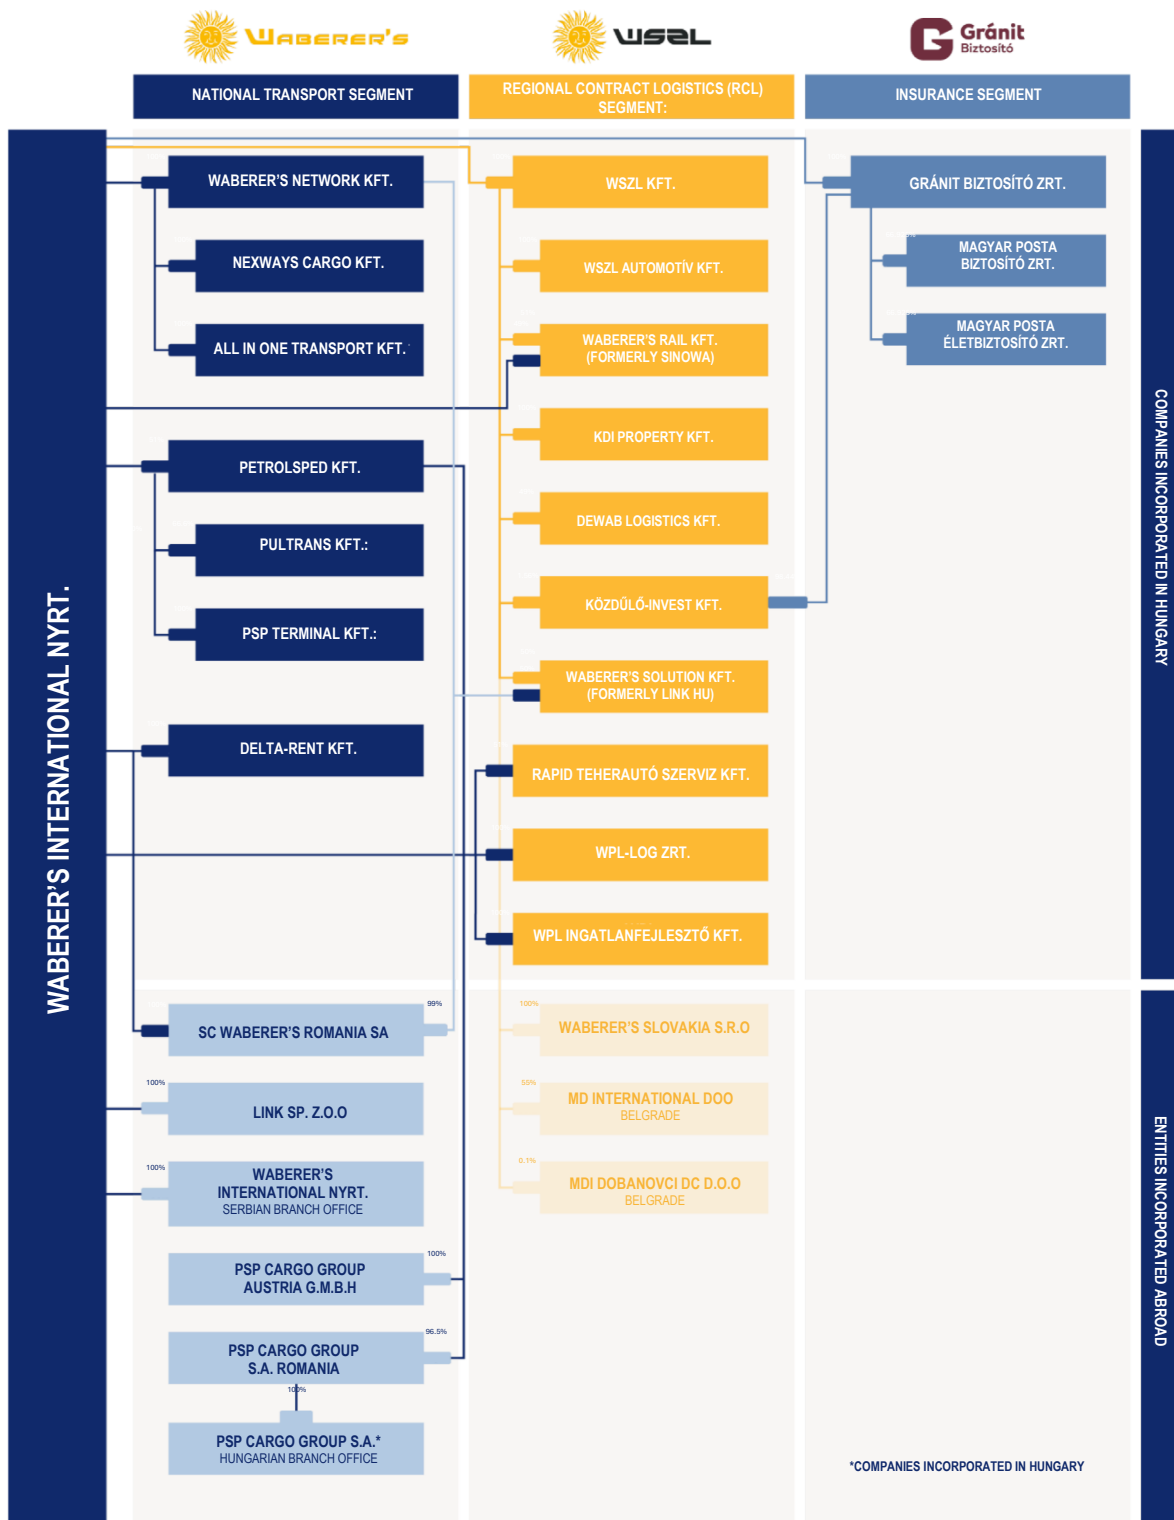 WABERER'S
WSZL
Gránit
Biztosító
NATIONAL TRANSPORT SEGMENT
REGIONAL CONTRACT LOGISTICS (RCL)
SEGMENT:
INSURANCE SEGMENT
WABERER'S INTERNATIONAL NYRT.
COMPANIES INCORPORATED IN HUNGARY
WABERER'S NETWORK KFT.
NEXWAYS CARGO KFT.
ALL IN ONE TRANSPORT KFT.
PETROLSPED KFT.
PULTRANS KFT.:
PSP TERMINAL KFT.:
DELTA-RENT KFT.
WSZL KFT.
WSZL AUTOMOTÍV KFT.
WABERER'S RAIL KFT.
(FORMERLY SINOWA)
KDI PROPERTY KFT.
DEWAB LOGISTICS KFT.
KÖZDŰLŐ-INVEST KFT.
WABERER'S SOLUTION KFT.
(FORMERLY LINK HU)
RAPID TEHERAUTÓ SZERVIZ KFT.
WPL-LOG ZRT.
WPL INGATLANFEJLESZTŐ KFT.
GRÁNIT BIZTOSÍTÓ ZRT.
MAGYAR POSTA
BIZTOSÍTÓ ZRT.
MAGYAR POSTA
ÉLETBIZTOSÍTÓ ZRT.
ENTITIES INCORPORATED ABROAD
99%
SC WABERER'S ROMANIA SA
100%
LINK SP. Z.O.O
100%
WABERER'S
INTERNATIONAL NYRT.
SERBIAN BRANCH OFFICE
100%
PSP CARGO GROUP
AUSTRIA G.M.B.H
96.5%
PSP CARGO GROUP
S.A. ROMANIA
100%
PSP CARGO GROUP S.A.*
HUNGARIAN BRANCH OFFICE
100%
WABERER'S SLOVAKIA S.R.O
55%
MD INTERNATIONAL DOO
BELGRADE
0.1%
MDI DOBANOVCI DC D.O.O
BELGRADE
*COMPANIES INCORPORATED IN HUNGARY